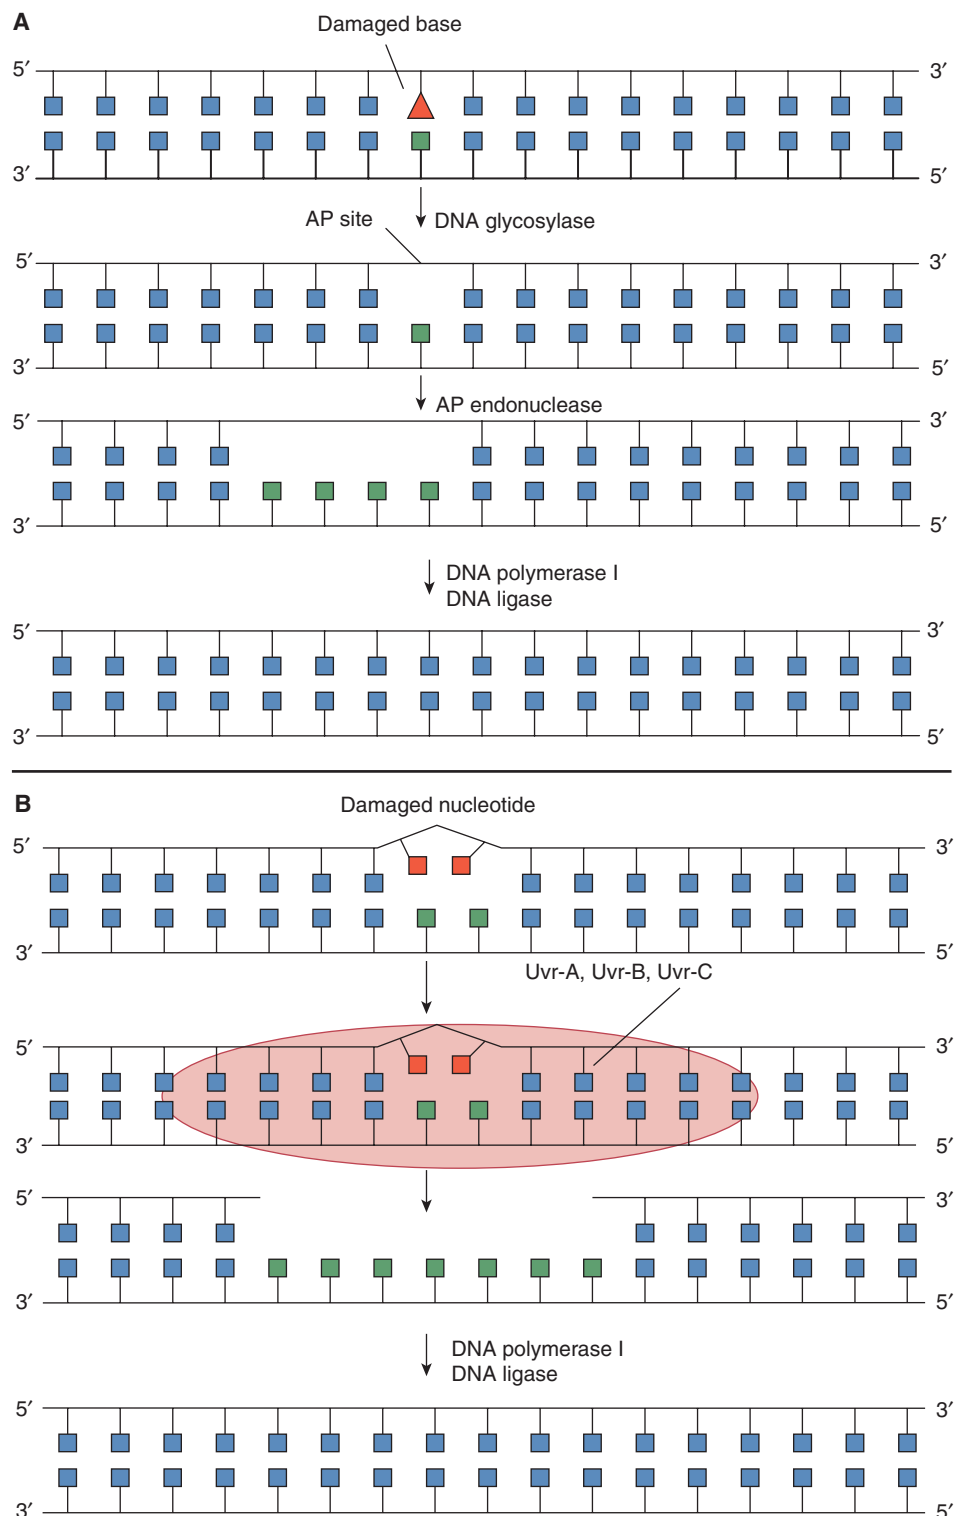 A
Damaged base
5′ 3′
3′ 5′
DNA glycosylase
AP site
5′ 3′
3′ 5′
AP endonuclease
5′ 3′
3′ 5′
DNA polymerase I
DNA ligase
5′ 3′
3′ 5′
B
Damaged nucleotide
5′ 3′
3′ 5′
Uvr-A, Uvr-B, Uvr-C
5′ 3′
3′ 5′
5′ 3′
3′ 5′
DNA polymerase I
DNA ligase
5′ 3′
3′ 5′